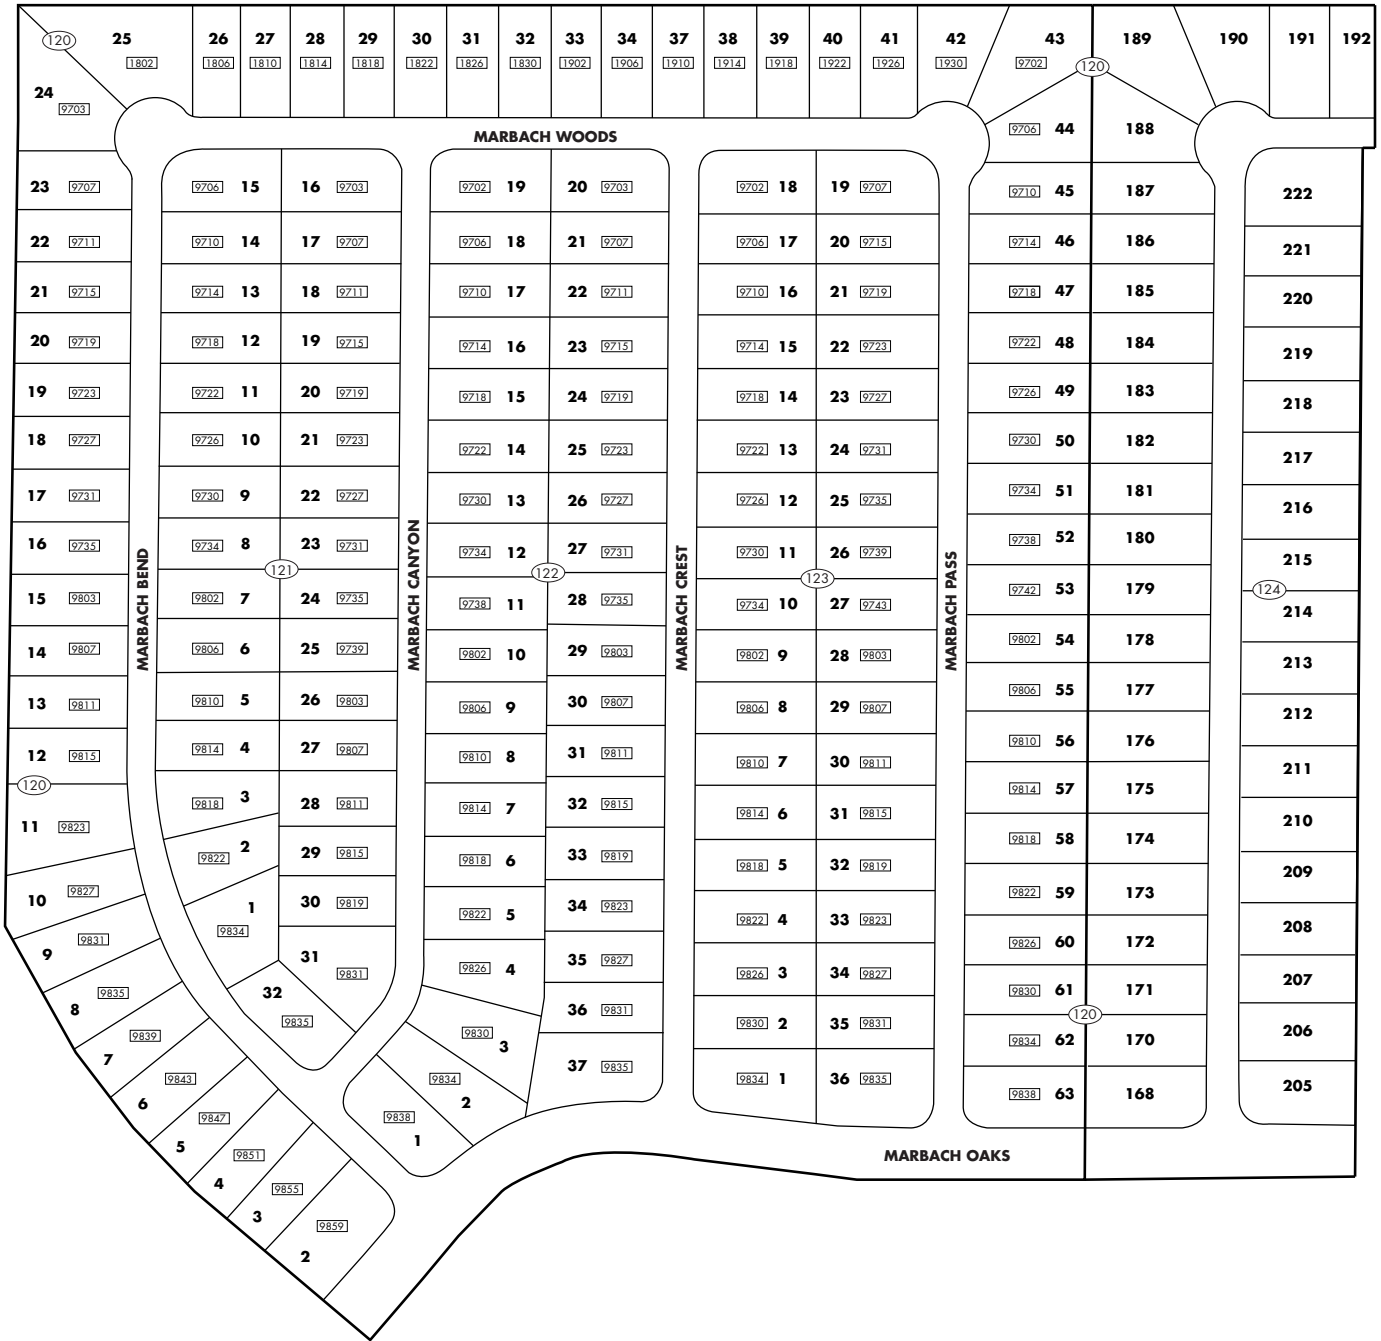 25 26 27 28 29 30 31 32 33 34 37 38 39 40 41 42 43 189 190 191 192
120
1802 1806 1810 1814 1818 1822 1826 1830 1902 1906 1910 1914 1918 1922 1926 1930 9702 120
24
9703
MARBACH WOODS
9706 44 188
23 9707 9706 15 16 9703 9702 19 20 9703 9702 18 19 9707 9710 45 187 222
22 9711 9710 14 17 9707 9706 18 21 9707 9706 17 20 9715 9714 46 186 221
21 9715 9714 13 18 9711 9710 17 22 9711 9710 16 21 9719 9718 47 185 220
20 9719 9718 12 19 9715 9714 16 23 9715 9714 15 22 9723 9722 48 184 219
19 9723 9722 11 20 9719 9718 15 24 9719 9718 14 23 9727 9726 49 183 218
18 9727 9726 10 21 9723 9722 14 25 9723 9722 13 24 9731 9730 50 182 217
17 9731 9730 9 22 9727 9730 13 26 9727 9726 12 25 9735 9734 51 181 216
16 9735 9734 8 23 9731 9734 12 27 9731 9730 11 26 9739 9738 52 180 215
MARBACH BEND
121
MARBACH CANYON
122
MARBACH CREST
123
MARBACH PASS
124
15 9803 9802 7 24 9735 9738 11 28 9735 9734 10 27 9743 9742 53 179 214
14 9807 9806 6 25 9739 9802 10 29 9803 9802 9 28 9803 9802 54 178 213
13 9811 9810 5 26 9803 9806 9 30 9807 9806 8 29 9807 9806 55 177 212
12 9815 9814 4 27 9807 9810 8 31 9811 9810 7 30 9811 9810 56 176 211
120
11 9823 9818 3 28 9811 9814 7 32 9815 9814 6 31 9815 9814 57 175 210
9822 2 29 9815 9818 6 33 9819 9818 5 32 9819 9818 58 174 209
10 9827 1 9834 30 9819 9822 5 34 9823 9822 4 33 9823 9822 59 173 208
9 9831 31 9831 9826 4 35 9827 9826 3 34 9827 9826 60 172 207
8 9835 32 9835 9830 3 36 9831 9830 2 35 9831 9830 61 171 206
120
7 9839 9834 2 37 9835 9834 1 36 9835 9834 62 170 205
6 9843 9838 1 9838 63 168
5 9847
MARBACH OAKS
4 9851
3 9855
2 9859